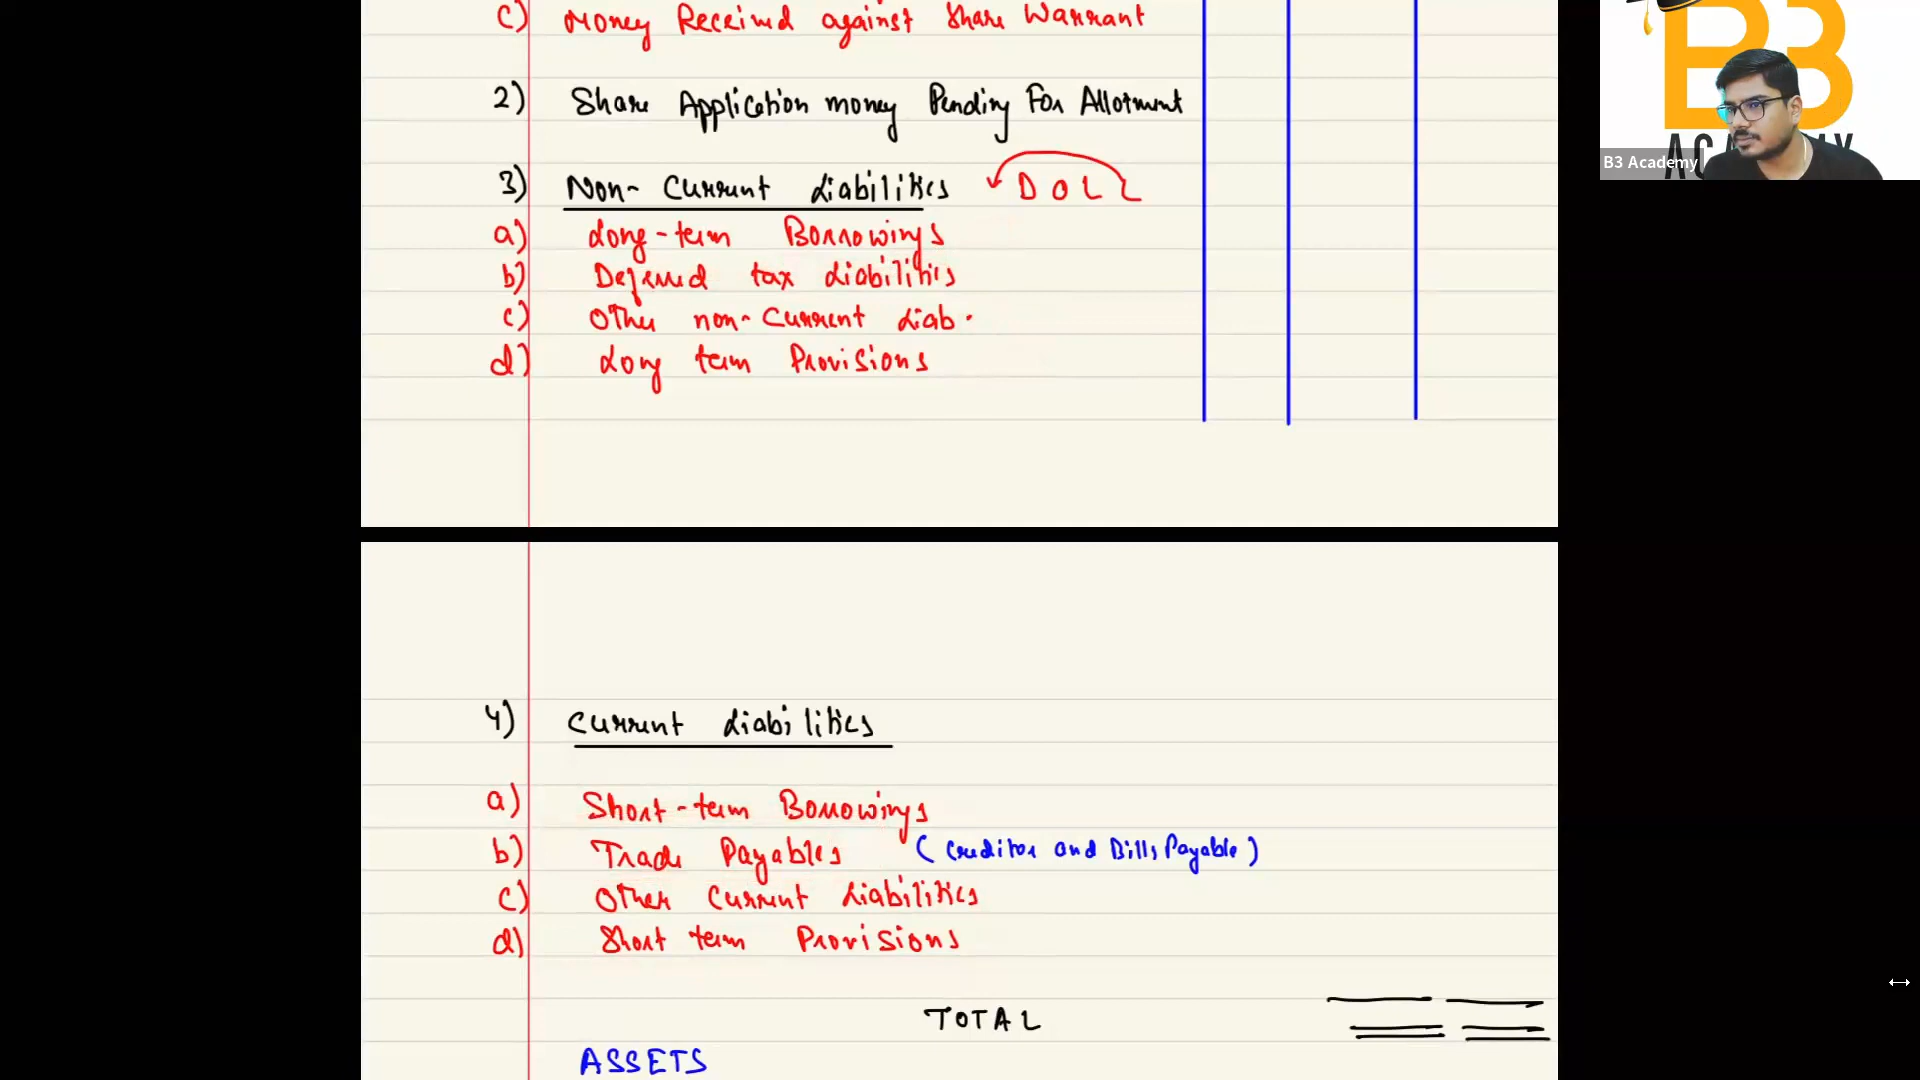 c) Money Received against Share Warrant
2) Share Application money Pending For Allotment
3) Non-Current Liabilities DOLL
a) Long-term Borrowings
b) Deferred tax Liabilities
c) Other non-Current Liab.
d) Long term Provisions
4) Current Liabilities
a) Short-term Borrowings
b) Trade Payables (Creditor and Bills Payable)
c) Other Current Liabilities
d) Short term Provisions
TOTAL
ASSETS
B3
B3 Academy